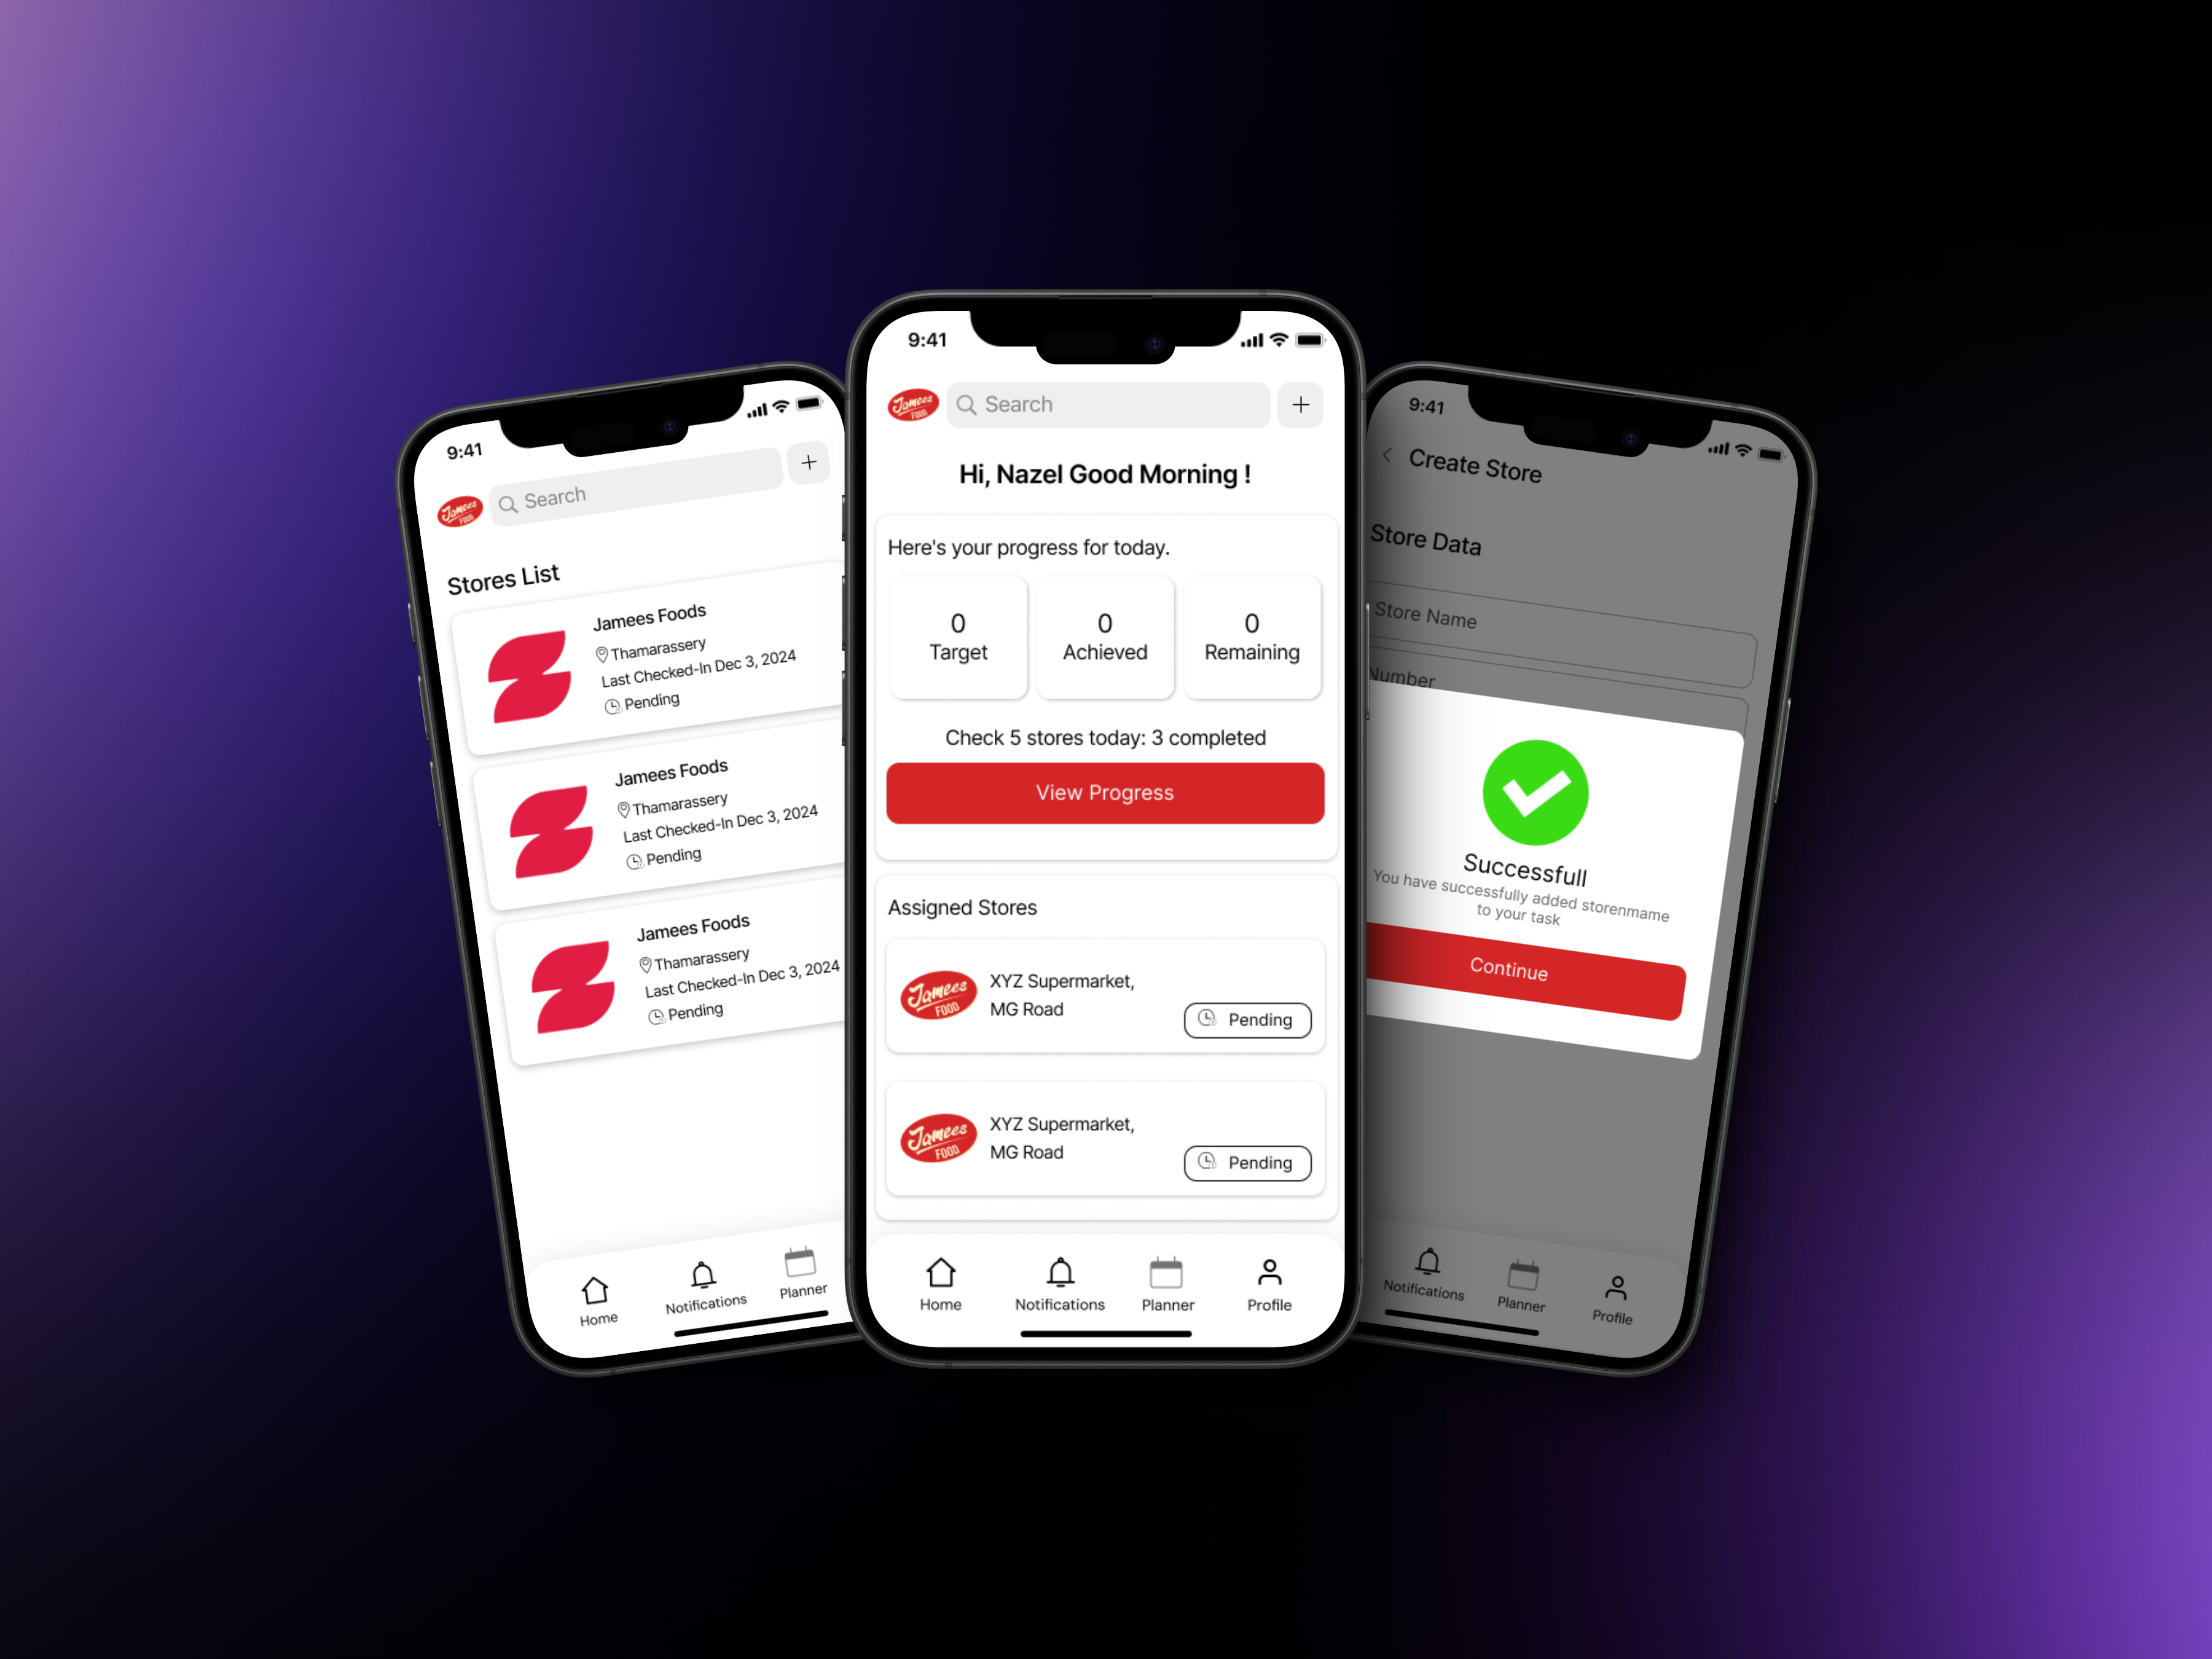 9:41
Jamees
FOOD
Search
Stores List
Jamees Foods
Thamarassery
Last Checked-In Dec 3, 2024
Pending
Jamees Foods
Thamarassery
Last Checked-In Dec 3, 2024
Pending
Jamees Foods
Thamarassery
Last Checked-In Dec 3, 2024
Pending
Home
Notifications
Planner
9:41
Jamees
FOOD
Search
Hi, Nazel Good Morning !
Here's your progress for today.
0
Target
0
Achieved
0
Remaining
Check 5 stores today: 3 completed
View Progress
Assigned Stores
Jamees
FOOD
XYZ Supermarket,
MG Road
Pending
Jamees
FOOD
XYZ Supermarket,
MG Road
Pending
Home
Notifications
Planner
Profile
9:41
Create Store
Store Data
Store Name
Number
Successfull
You have successfully added storenmame
to your task
Continue
Notifications
Planner
Profile